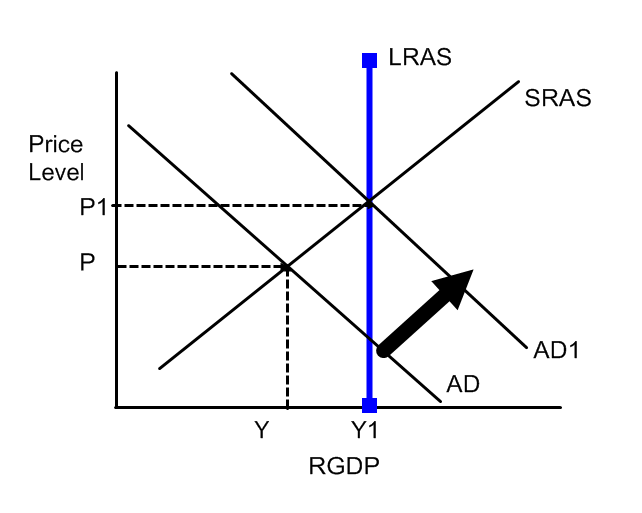 LRAS
SRAS
Price
Level
P1
P
AD1
AD
Y
Y1
RGDP